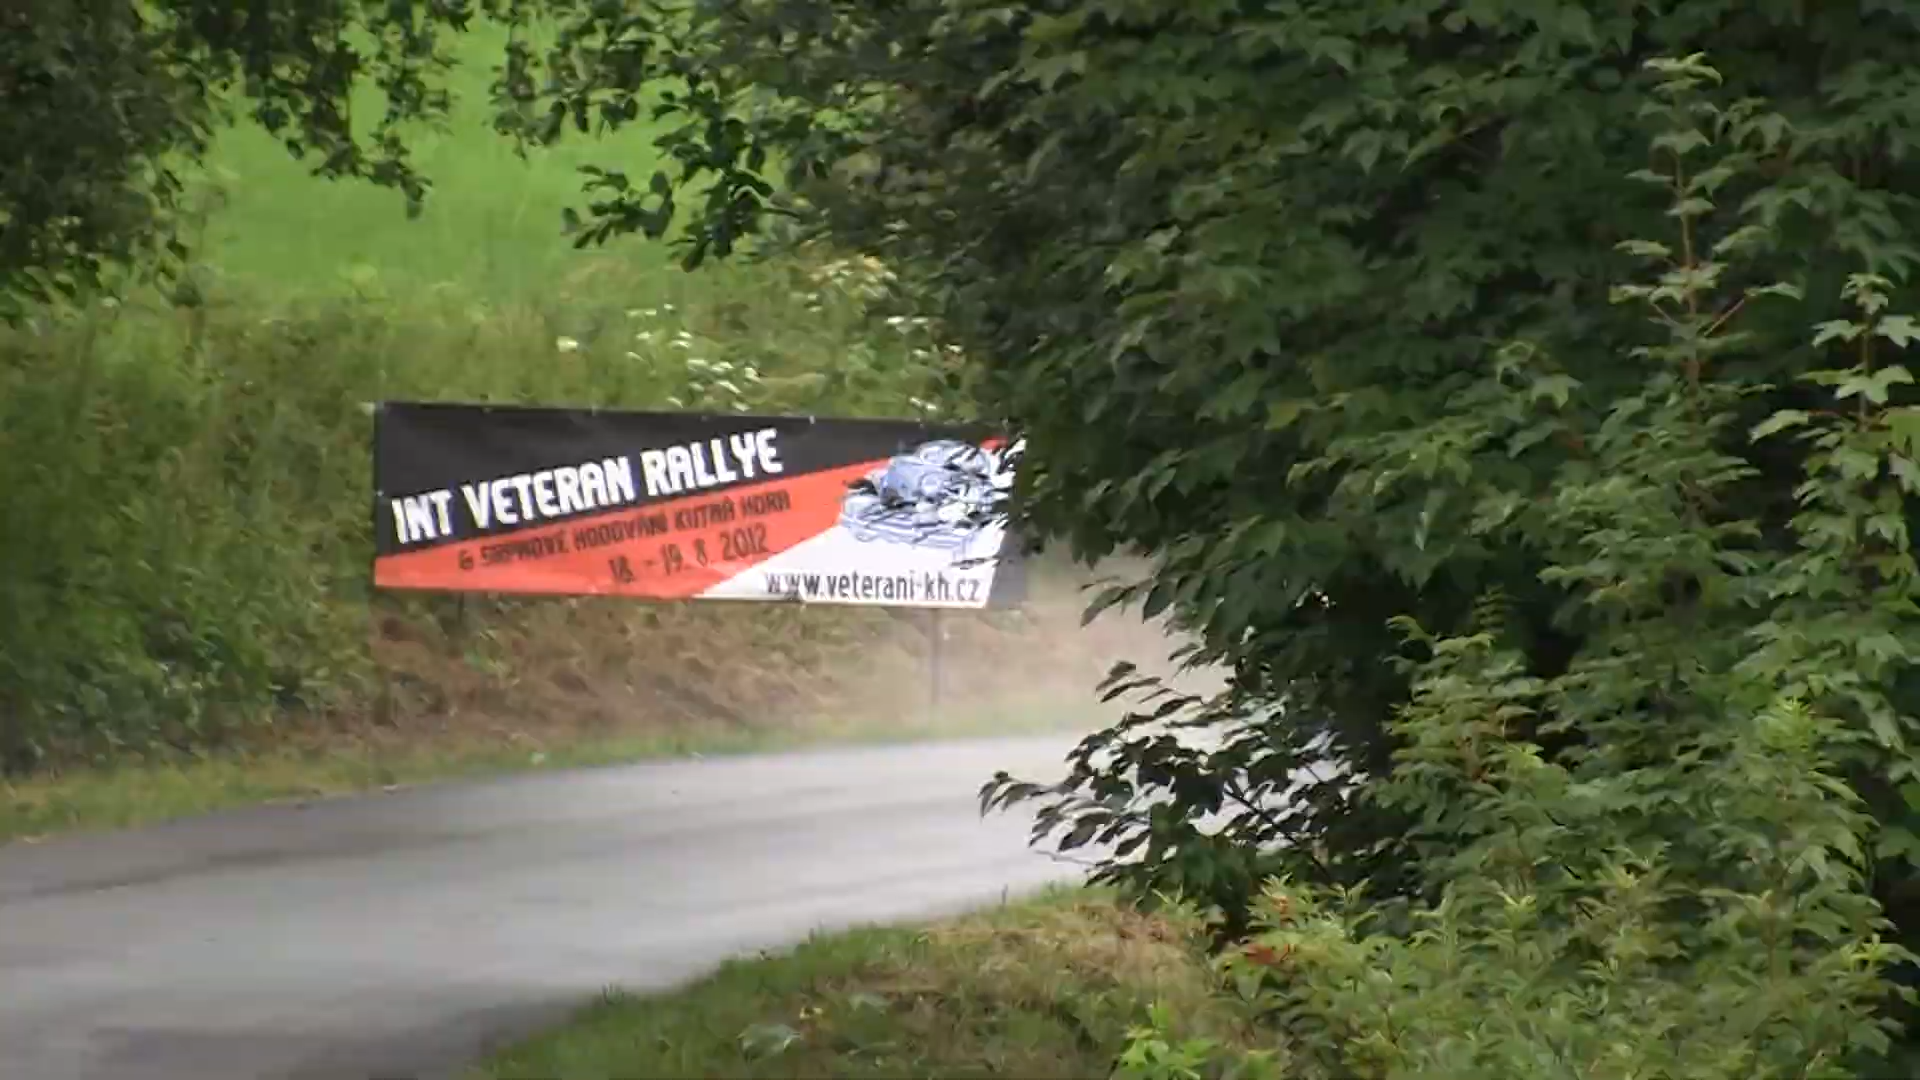 INT VETERAN RALLYE
& SRPNOVÉ HODOVÁNÍ KUTNÁ HORA
18. - 19. 8. 2012
www.veterani-kh.cz